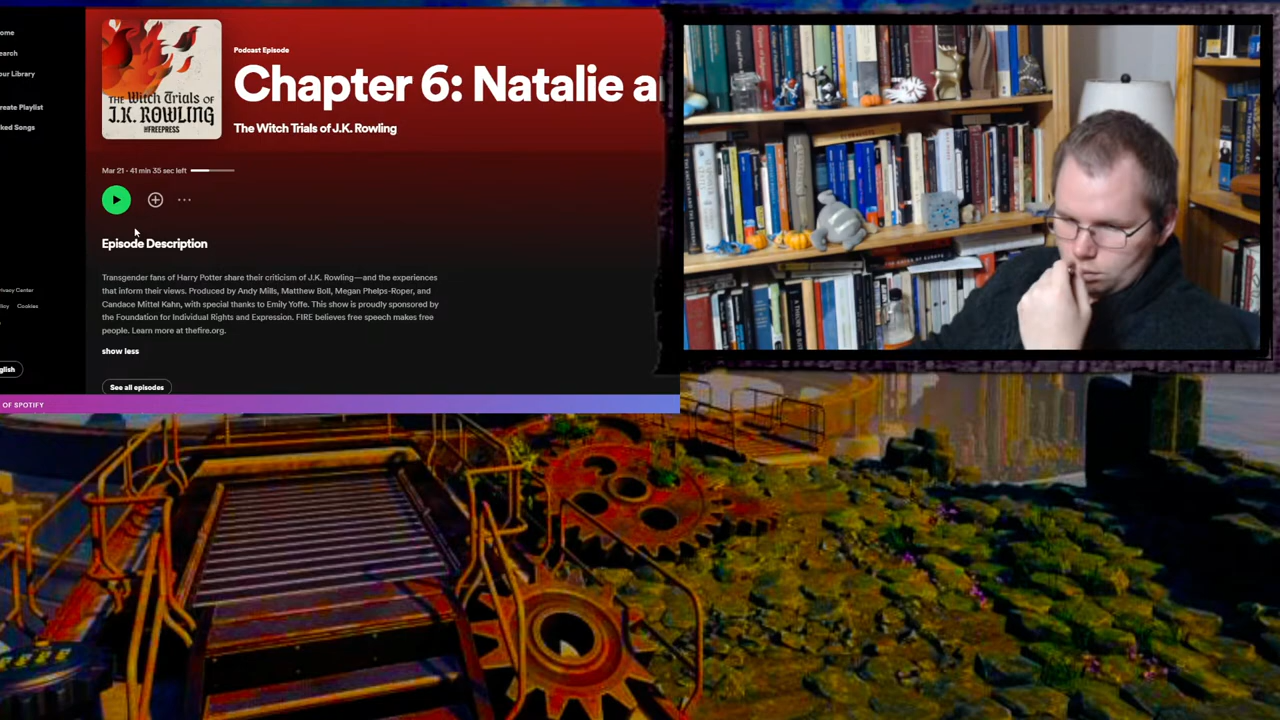 ome
earch
our Library
reate Playlist
ked Songs
rivacy Center
Cookies
glish
THE WITCH TRIALS OF
J.K. ROWLING
#FREEPRESS
Podcast Episode
Chapter 6: Natalie a
The Witch Trials of J.K. Rowling
Mar 21 · 41 min 35 sec left
Episode Description
Transgender fans of Harry Potter share their criticism of J.K. Rowling—and the experiences
that inform their views. Produced by Andy Mills, Matthew Boll, Megan Phelps-Roper, and
Candace Mittel Kahn, with special thanks to Emily Yoffe. This show is proudly sponsored by
the Foundation for Individual Rights and Expression. FIRE believes free speech makes free
people. Learn more at thefire.org.
show less
See all episodes
OF SPOTIFY